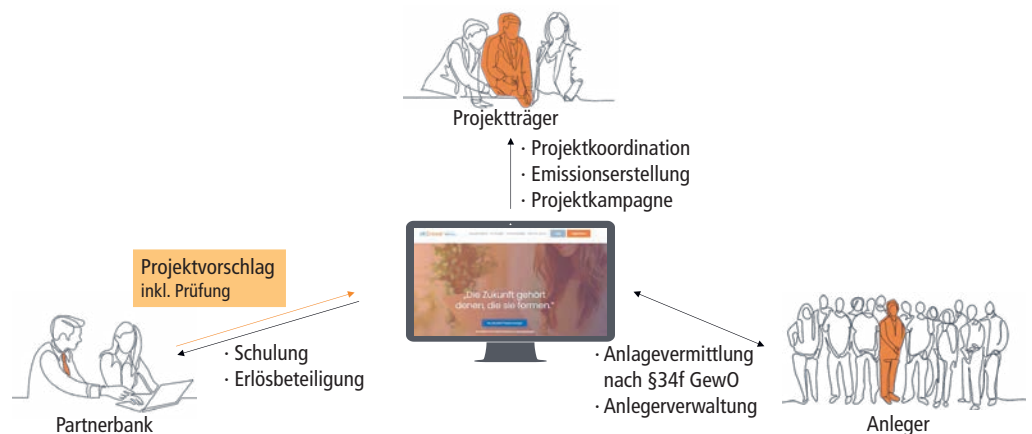 Projektträger
· Projektkoordination
· Emissionserstellung
· Projektkampagne
„Die Zukunft gehört
denen, die sie formen."
Projektvorschlag
inkl. Prüfung
· Schulung
· Erlösbeteiligung
Partnerbank
· Anlagevermittlung
nach §34f GewO
· Anlegerverwaltung
Anleger